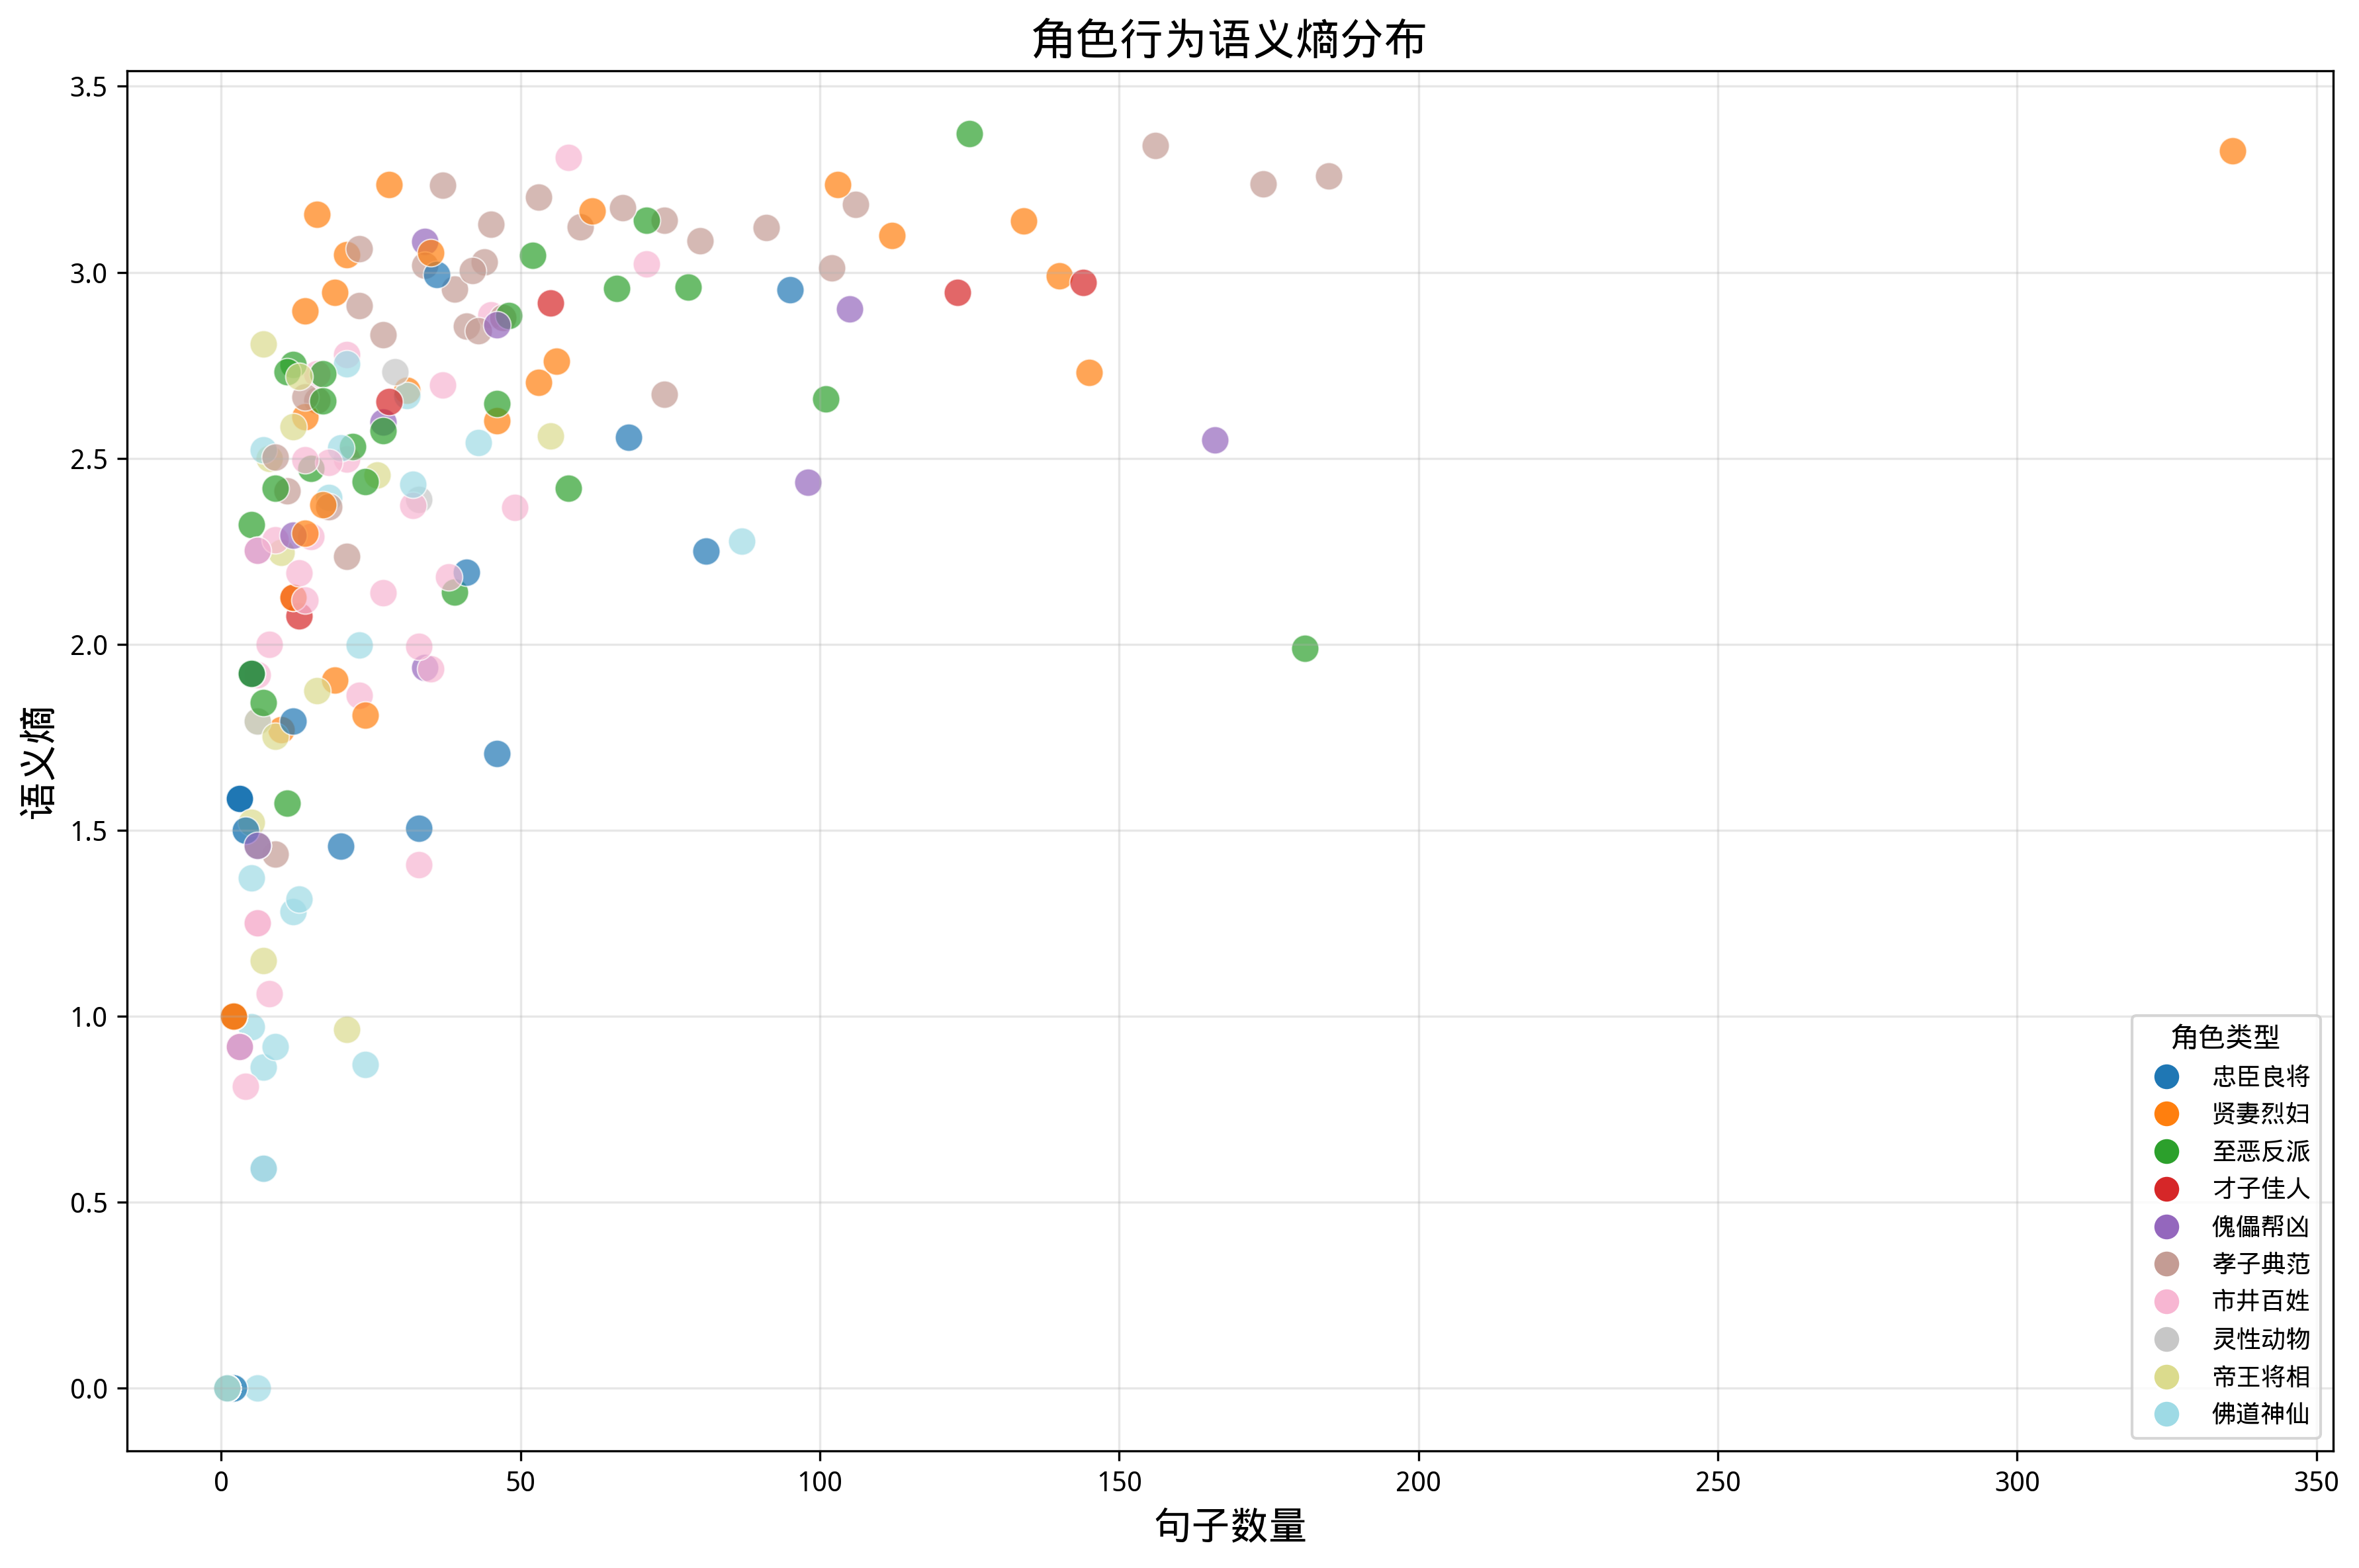 角色行为语义熵分布
语义熵
3.5
3.0
2.5
2.0
1.5
1.0
0.5
0.0
0 50 100 150 200 250 300 350
句子数量
角色类型
忠臣良将
贤妻烈妇
至恶反派
才子佳人
傀儡帮凶
孝子典范
市井百姓
灵性动物
帝王将相
佛道神仙